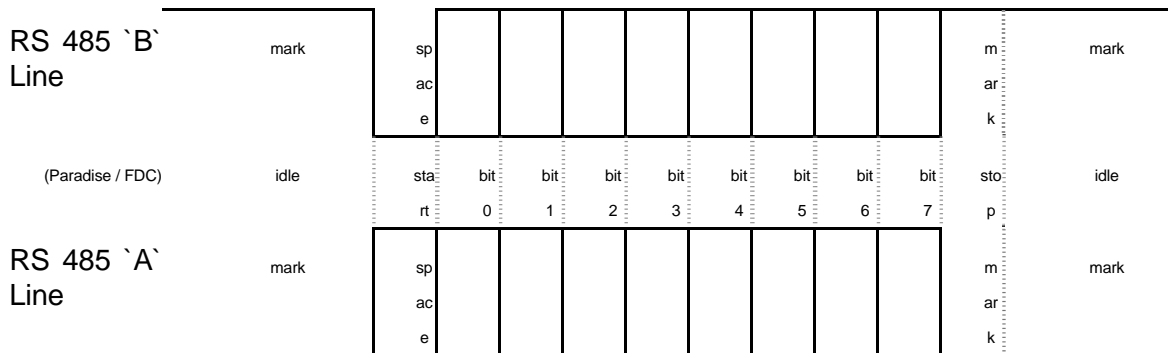 RS 485 `B`
Line
mark
sp
ac
e
m
ar
k
mark
(Paradise / FDC)
idle
sta
rt
bit
0
bit
1
bit
2
bit
3
bit
4
bit
5
bit
6
bit
7
sto
p
idle
RS 485 `A`
Line
mark
sp
ac
e
m
ar
k
mark